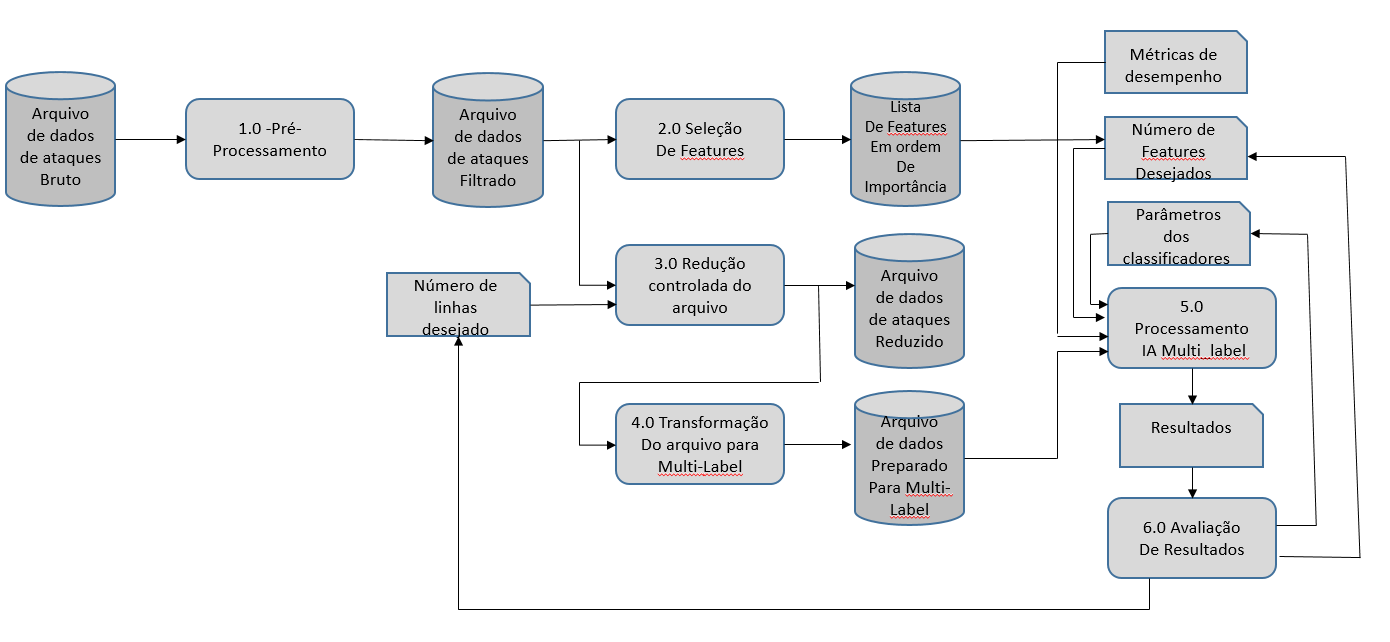 Arquivo
de dados
de ataques
Bruto
1.0 -Pré-
Processamento
Arquivo
de dados
de ataques
Filtrado
2.0 Seleção
De Features
Lista
De Features
Em ordem
De
Importância
Métricas de
desempenho
Número de
Features
Desejados
Parâmetros
dos
classificadores
Número de
linhas
desejado
3.0 Redução
controlada do
arquivo
Arquivo
de dados
de ataques
Reduzido
5.0
Processamento
IA Multi_label
4.0 Transformação
Do arquivo para
Multi-Label
Arquivo
de dados
Preparado
Para Multi-
Label
Resultados
6.0 Avaliação
De Resultados